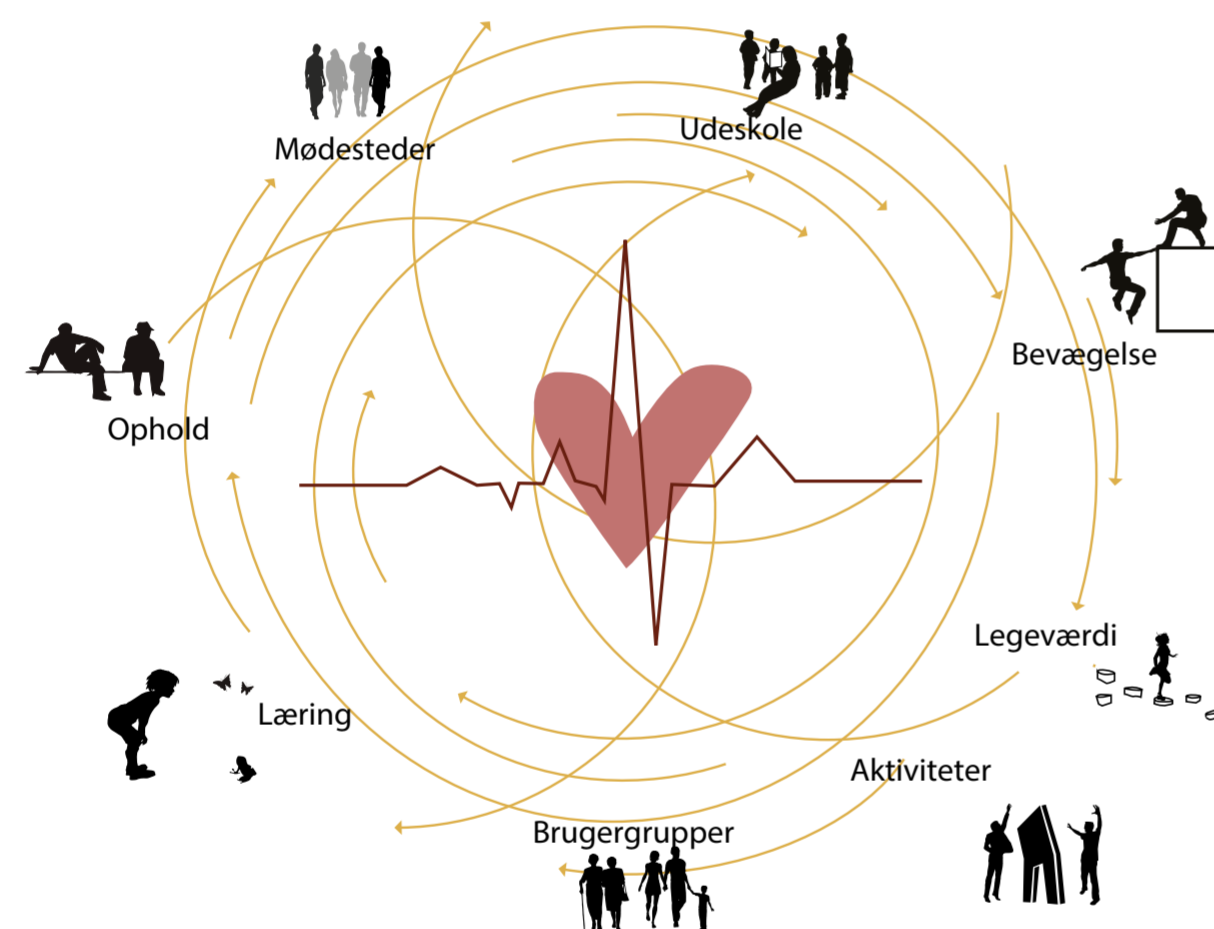 Udeskole
Mødesteder
Bevægelse
Ophold
Legeværdi
Læring
Aktiviteter
Brugergrupper